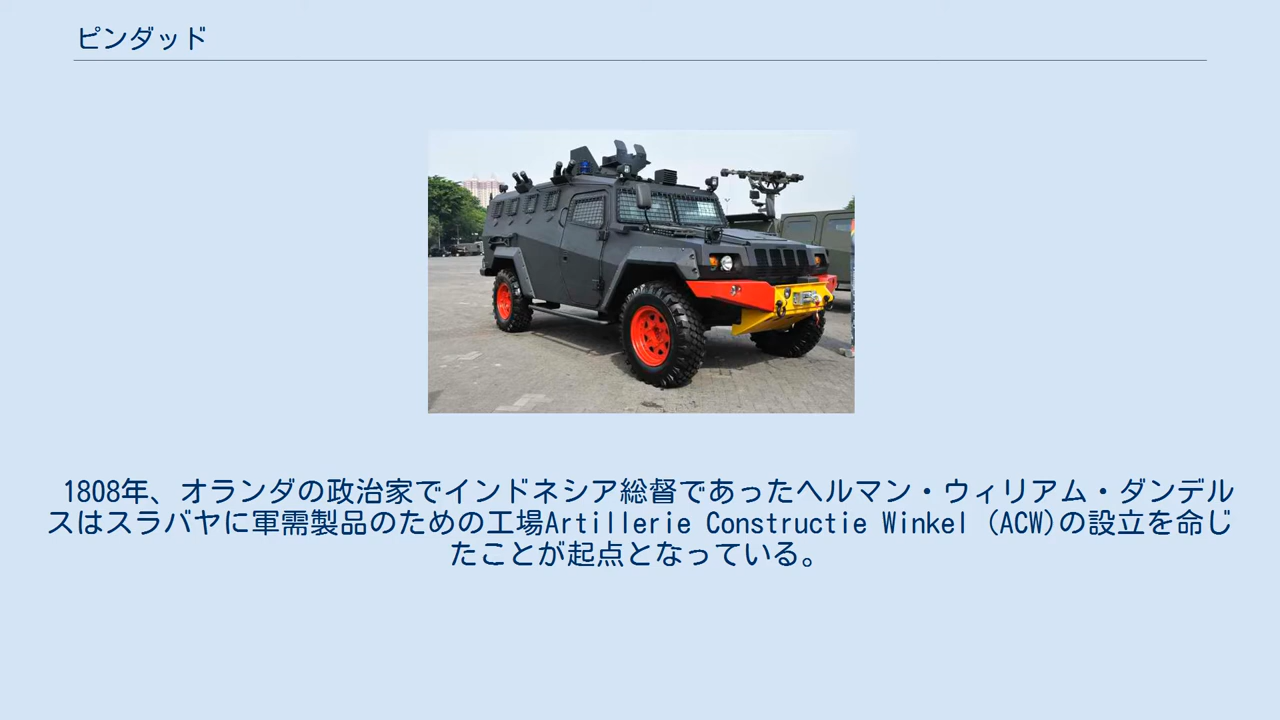 ピンダッド
1808年、オランダの政治家でインドネシア総督であったヘルマン・ウィリアム・ダンデル
スはスラバヤに軍需製品のための工場Artillerie Constructie Winkel (ACW)の設立を命じ
たことが起点となっている。